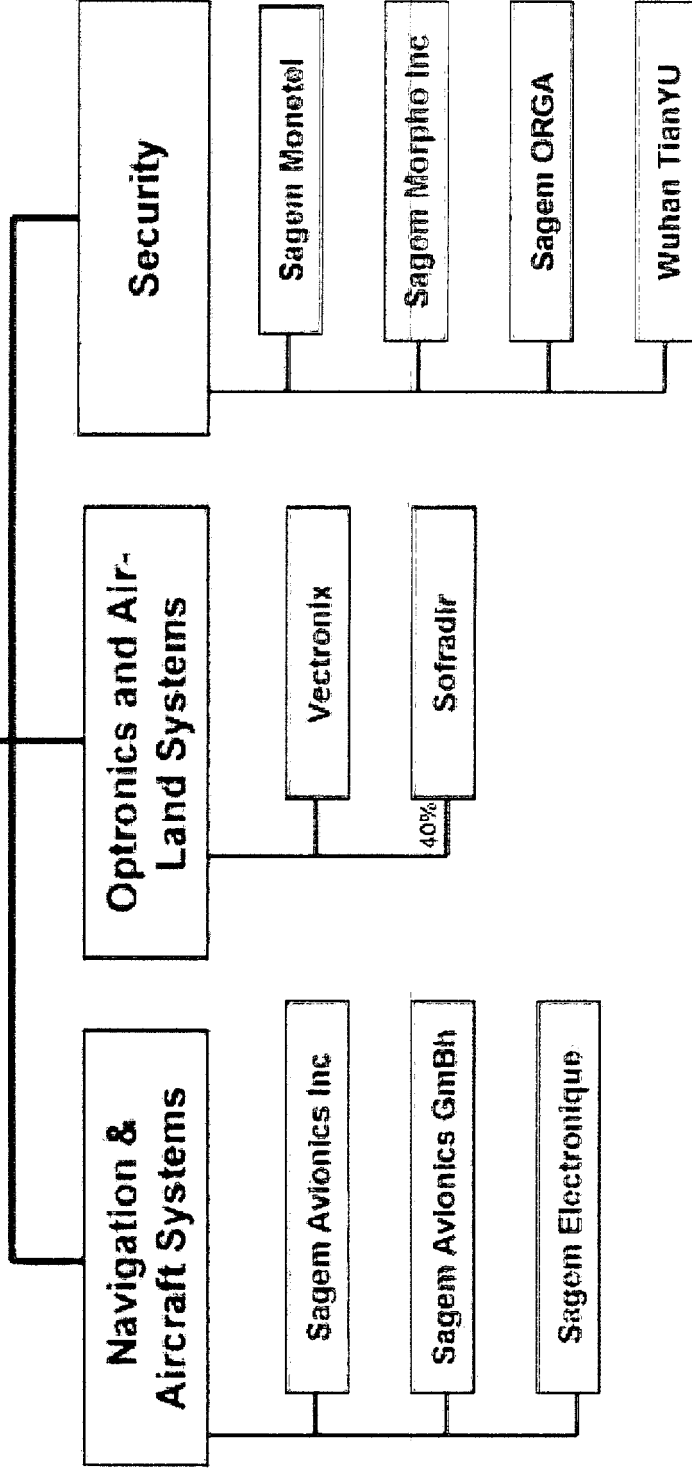 Navigation &
Aircraft Systems
Sagem Avionics Inc
Sagem Avionics GmBh
Sagem Electronique
Optronics and Air-
Land Systems
Vectronix
40%
Sofradir
Security
Sagem Monetel
Sagem Morpho Inc
Sagem ORGA
Wuhan TianYU